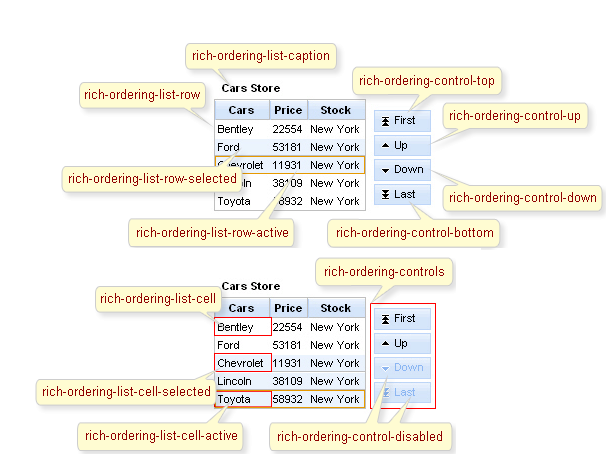 rich-ordering-list-caption
rich-ordering-control-top
Cars Store
rich-ordering-list-row
Cars Price Stock
rich-ordering-control-up
Bentley 22554 New York
First
Ford 53181 New York
Up
Chevrolet 11931 New York
Down
rich-ordering-list-row-selected
38109 New York
Last
rich-ordering-control-down
Toyota New York
rich-ordering-list-row-active
rich-ordering-control-bottom
rich-ordering-controls
Cars Store
rich-ordering-list-cell
Cars Price Stock
Bentley 22554 New York
First
Ford 53181 New York
Up
Chevrolet 11931 New York
Down
Lincoln 38109 New York
Last
rich-ordering-list-cell-selected
Toyota 58932 New York
rich-ordering-list-cell-active
rich-ordering-control-disabled